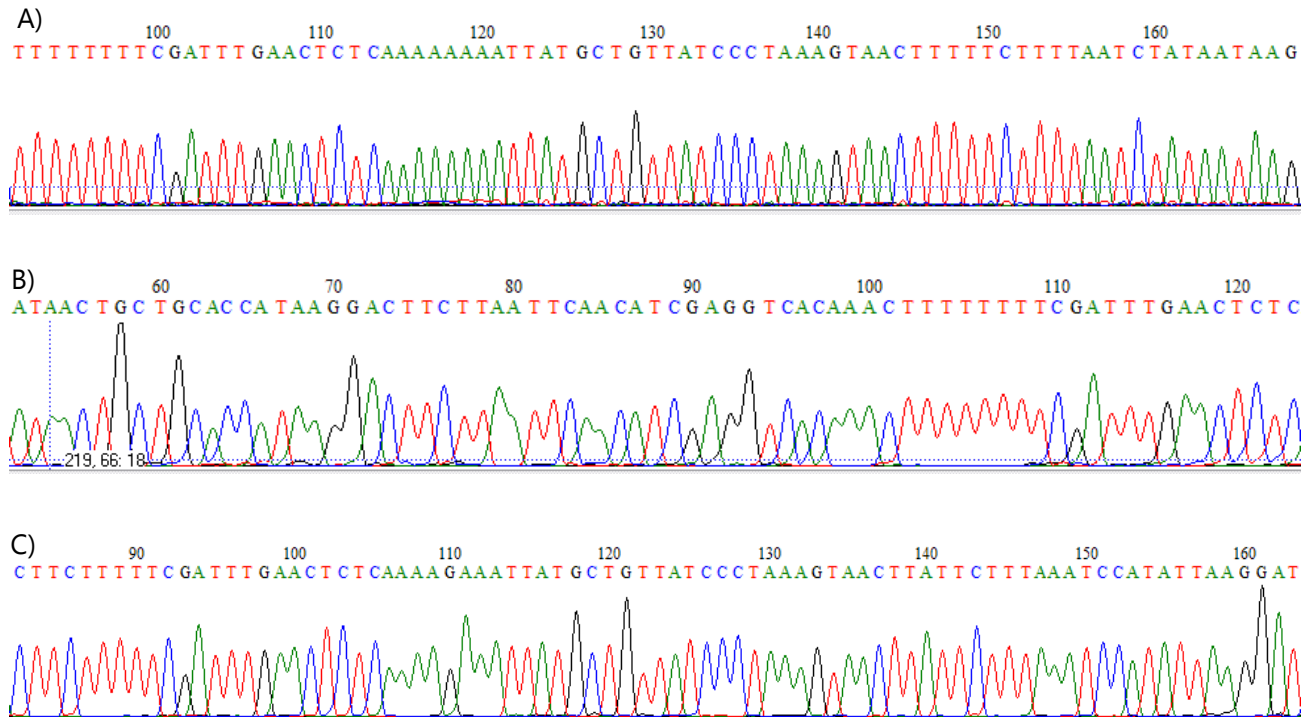 A)
100 110 120 130 140 150 160
TTTTTTTTCGATTTGAACTCTCAAAAAAAATTATGCTGTTATCCCTAAAGTAACTTTTTCTTTTAATCTATAATAAG
B)
60 70 80 90 100 110 120
ATAACTGCTGCACCATAAGGACTTCTTAATTCAACATCGAGGTCACAAACTTTTTTTTCGATTTGAACTCTC
219, 66: 18
C)
90 100 110 120 130 140 150 160
CTTCTTTTTCGATTTGAACTCTCAAAAGAAATTATGCTGTTATCCCTAAAGTAACTTATTCTTTAAATCCATATTAAGGAT